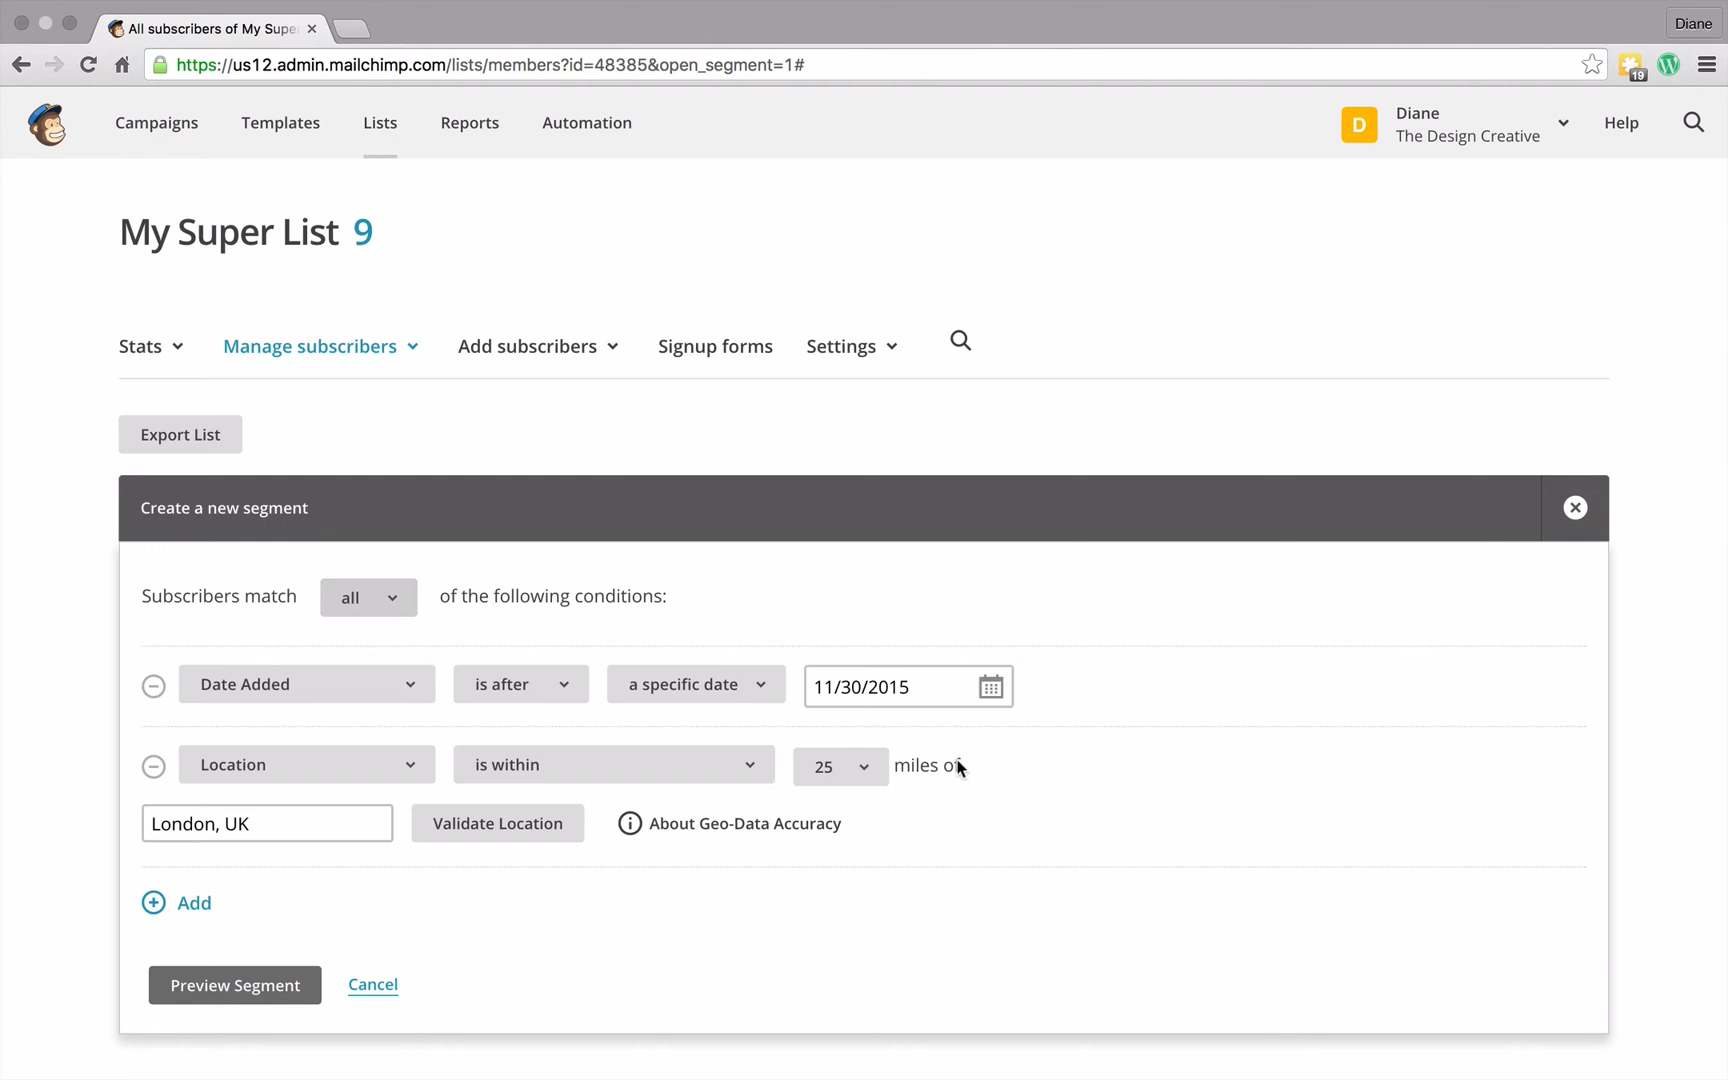 All subscribers of My Supe
Diane
https://us12.admin.mailchimp.com/lists/members?id=48385&open_segment=1#
19
Campaigns Templates Lists Reports Automation
D
Diane
The Design Creative
Help
My Super List 9
Stats Manage subscribers Add subscribers Signup forms Settings
Export List
Create a new segment
Subscribers match all of the following conditions:
Date Added is after a specific date 11/30/2015
Location is within 25 miles of
London, UK Validate Location About Geo-Data Accuracy
Add
Preview Segment Cancel